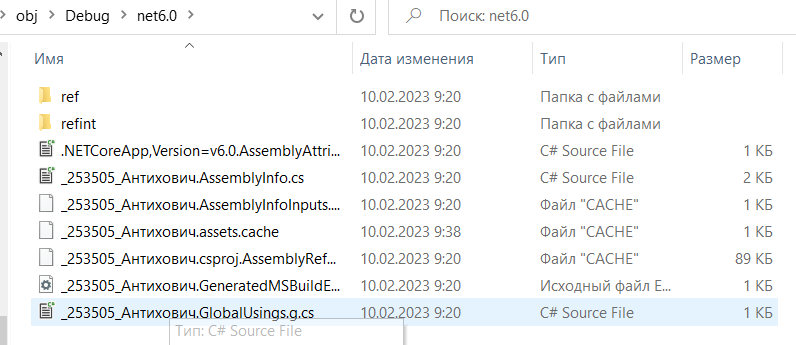 obj > Debug > net6.0 > Поиск: net6.0
Имя Дата изменения Тип Размер
ref 10.02.2023 9:20 Папка с файлами
refint 10.02.2023 9:20 Папка с файлами
.NETCoreApp,Version=v6.0.AssemblyAttri... 10.02.2023 9:20 C# Source File 1 КБ
_253505_Антихович.AssemblyInfo.cs 10.02.2023 9:20 C# Source File 2 КБ
_253505_Антихович.AssemblyInfoInputs.... 10.02.2023 9:20 Файл "CACHE" 1 КБ
_253505_Антихович.assets.cache 10.02.2023 9:38 Файл "CACHE" 1 КБ
_253505_Антихович.csproj.AssemblyRef... 10.02.2023 9:20 Файл "CACHE" 89 КБ
_253505_Антихович.GeneratedMSBuildE... 10.02.2023 9:20 Исходный файл E... 1 КБ
_253505_Антихович.GlobalUsings.g.cs 10.02.2023 9:20 C# Source File 1 КБ
Тип: C# Source File